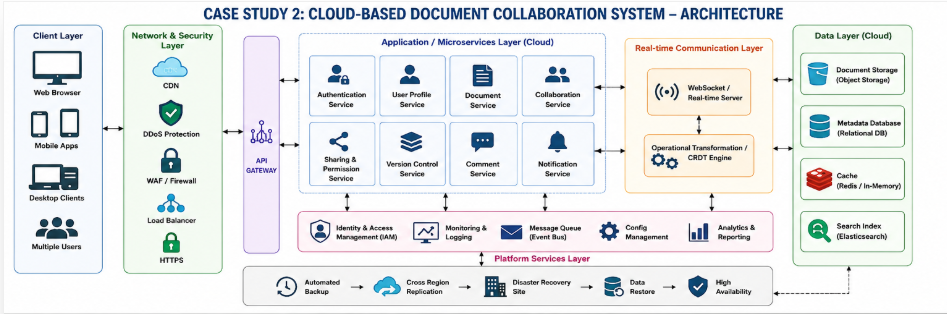 CASE STUDY 2: CLOUD-BASED DOCUMENT COLLABORATION SYSTEM – ARCHITECTURE
Client Layer
Web Browser
Mobile Apps
Desktop Clients
Multiple Users
Network & Security
Layer
CDN
DDoS Protection
WAF / Firewall
Load Balancer
HTTPS
API
GATEWAY
Application / Microservices Layer (Cloud)
Authentication
Service
User Profile
Service
Document
Service
Collaboration
Service
Sharing &
Permission
Service
Version Control
Service
Comment
Service
Notification
Service
Real-time Communication Layer
WebSocket /
Real-time Server
Operational Transformation /
CRDT Engine
Data Layer (Cloud)
Document Storage
(Object Storage)
Metadata Database
(Relational DB)
Cache
(Redis / In-Memory)
Search Index
(Elasticsearch)
Identity & Access
Management (IAM)
Monitoring &
Logging
Message Queue
(Event Bus)
Config
Management
Analytics &
Reporting
Platform Services Layer
Automated
Backup
Cross Region
Replication
Disaster Recovery
Site
Data
Restore
High
Availability